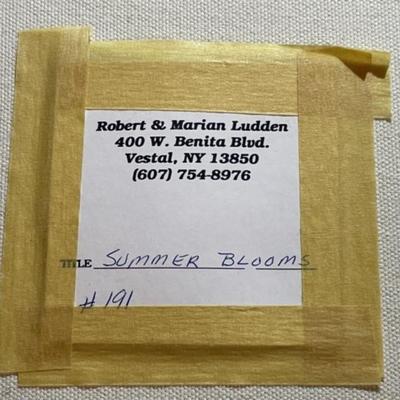 Robert & Marian Ludden
400 W. Benita Blvd.
Vestal, NY 13850
(607) 754-8976
TITLE SUMMER BLOOMS
# 191